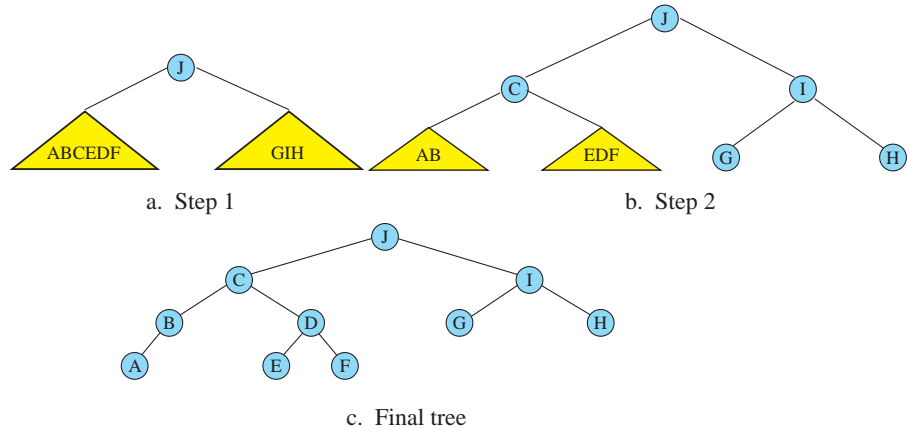 J
ABCEDF GIH
a. Step 1
J
C I
AB EDF G H
b. Step 2
J
C I
B D G H
A E F
c. Final tree